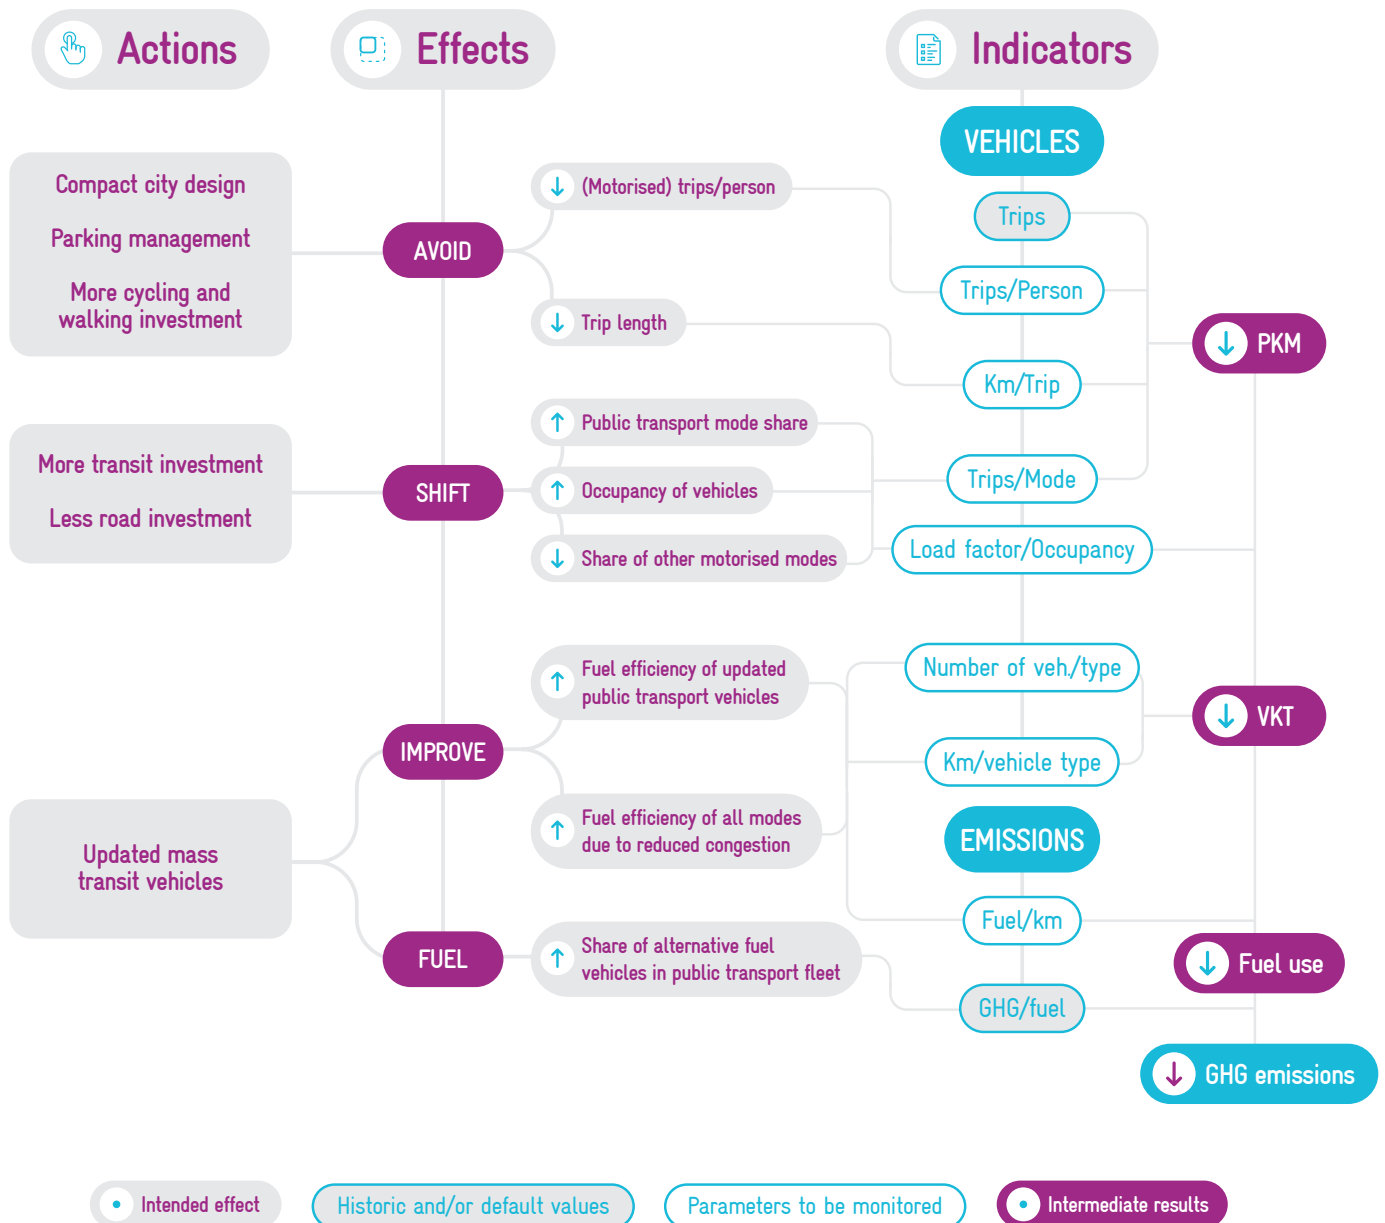 Actions
Effects
Indicators
Compact city design
Parking management
More cycling and
walking investment
More transit investment
Less road investment
Updated mass
transit vehicles
AVOID
SHIFT
IMPROVE
FUEL
(Motorised) trips/person
Trip length
Public transport mode share
Occupancy of vehicles
Share of other motorised modes
Fuel efficiency of updated
public transport vehicles
Fuel efficiency of all modes
due to reduced congestion
Share of alternative fuel
vehicles in public transport fleet
VEHICLES
Trips
Trips/Person
Km/Trip
Trips/Mode
Load factor/Occupancy
Number of veh./type
Km/vehicle type
EMISSIONS
Fuel/km
GHG/fuel
PKM
VKT
Fuel use
GHG emissions
Intended effect
Historic and/or default values
Parameters to be monitored
Intermediate results